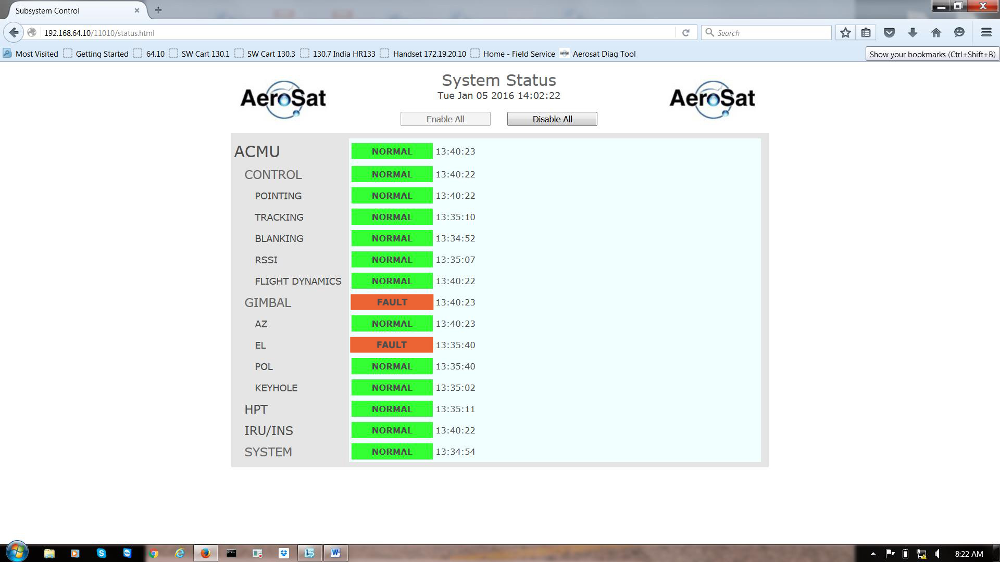 Subsystem Control
192.168.64.10/11010/status.html
Search
Most Visited Getting Started 64.10 SW Cart 130.1 SW Cart 130.3 130.7 India HR133 Handset 172.19.20.10 Home - Field Service Aerosat Diag Tool
Show your bookmarks (Ctrl+Shift+B)
System Status
AeroSat Tue Jan 05 2016 14:02:22 AeroSat
Enable All Disable All
ACMU NORMAL 13:40:23
CONTROL NORMAL 13:40:22
POINTING NORMAL 13:40:22
TRACKING NORMAL 13:35:10
BLANKING NORMAL 13:34:52
RSSI NORMAL 13:35:07
FLIGHT DYNAMICS NORMAL 13:40:22
GIMBAL FAULT 13:40:23
AZ NORMAL 13:40:23
EL FAULT 13:35:40
POL NORMAL 13:35:40
KEYHOLE NORMAL 13:35:02
HPT NORMAL 13:35:11
IRU/INS NORMAL 13:40:22
SYSTEM NORMAL 13:34:54
8:22 AM